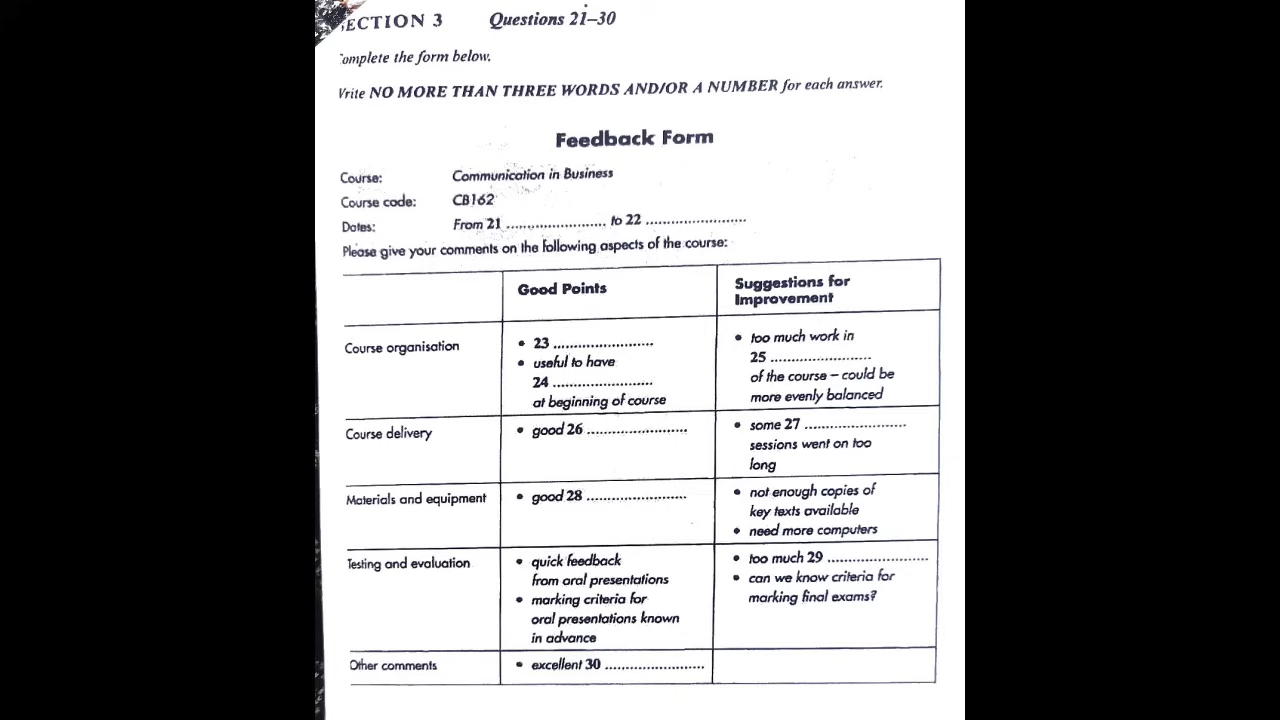 SECTION 3 Questions 21–30
Complete the form below.
Write NO MORE THAN THREE WORDS AND/OR A NUMBER for each answer.
Feedback Form
Course: Communication in Business
Course code: CB162
Dates: From 21 ........................ to 22 ........................
Please give your comments on the following aspects of the course:
Good Points
Suggestions for
Improvement
Course organisation
• 23 ........................
• useful to have
24 ........................
at beginning of course
• too much work in
25 ........................
of the course – could be
more evenly balanced
Course delivery
• good 26 ........................
• some 27 ........................
sessions went on too
long
Materials and equipment
• good 28 ........................
• not enough copies of
key texts available
• need more computers
Testing and evaluation
• quick feedback
from oral presentations
• marking criteria for
oral presentations known
in advance
• too much 29 ........................
• can we know criteria for
marking final exams?
Other comments
• excellent 30 ........................